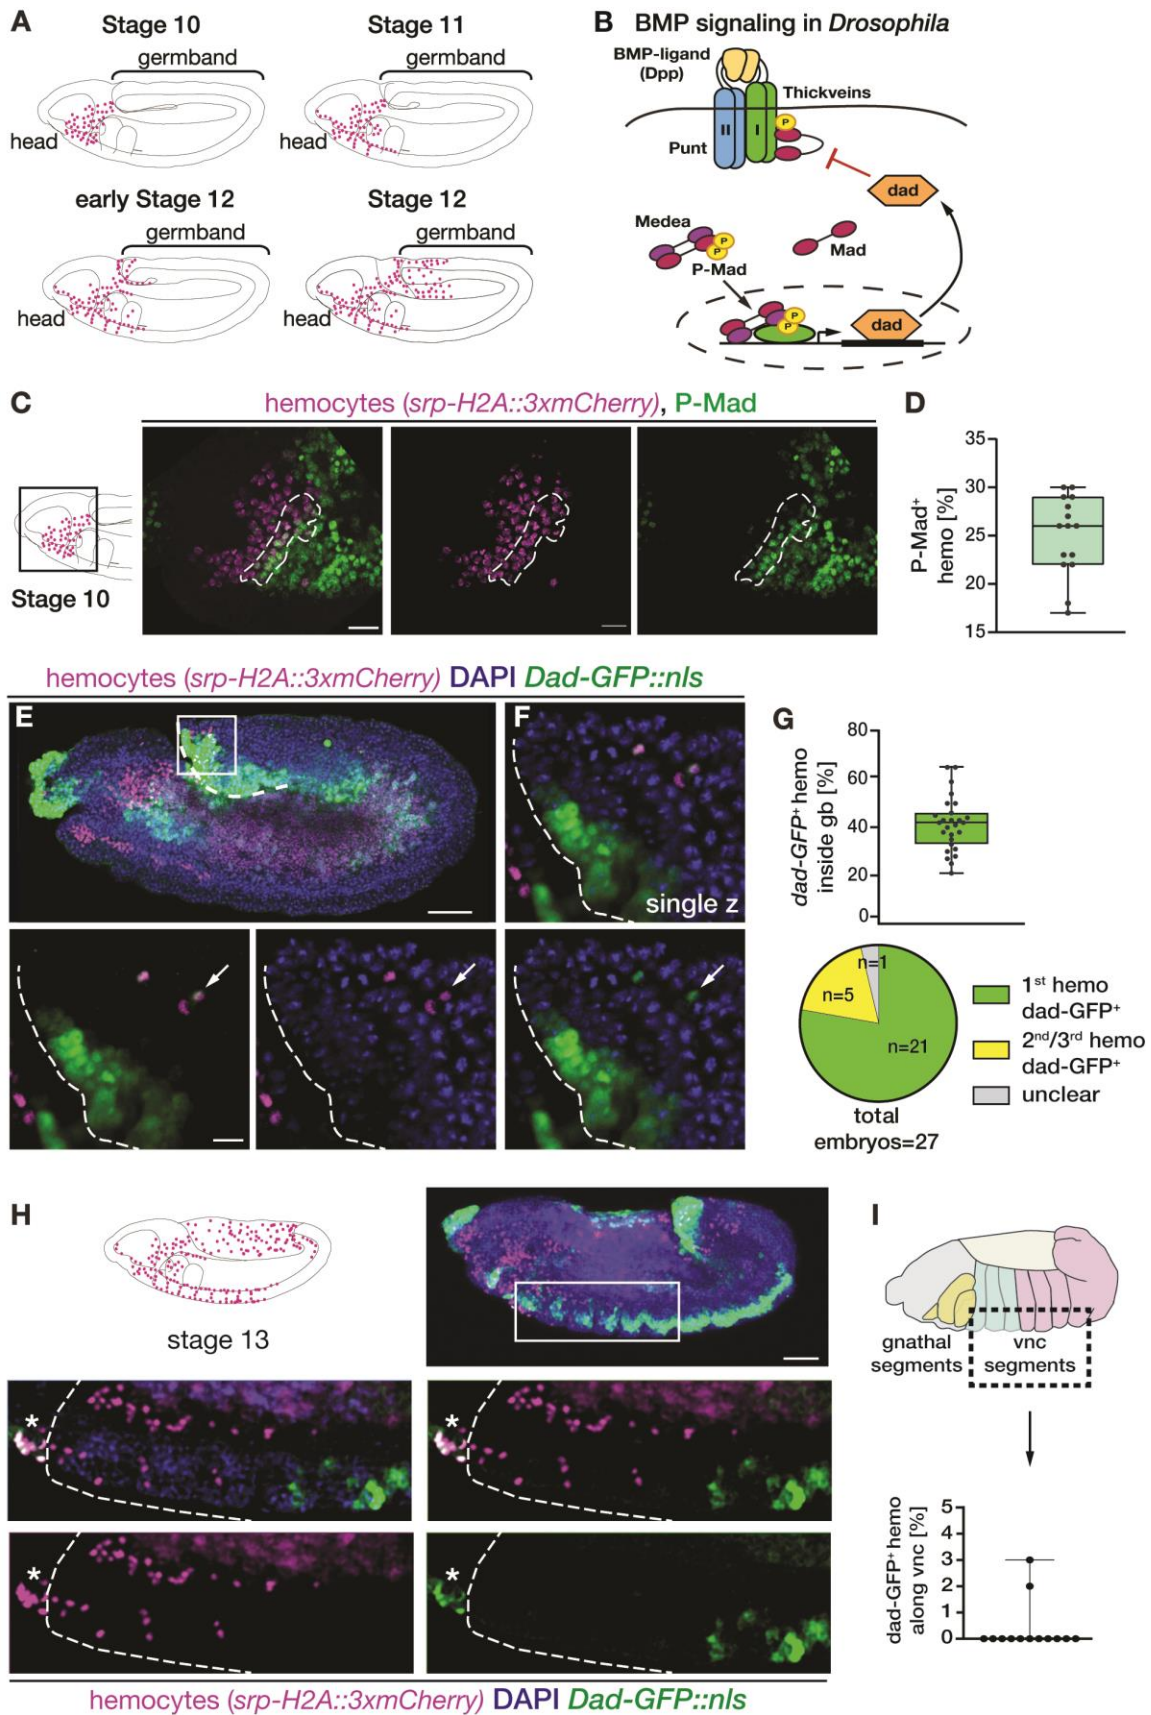 A
Stage 10
germband
head
Stage 11
germband
head
early Stage 12
germband
head
Stage 12
germband
head
B BMP signaling in Drosophila
BMP-ligand
(Dpp)
Thickveins
P
II
I
Punt
dad
Medea
P
P
P-Mad
Mad
P
P
dad
C
hemocytes (srp-H2A::3xmCherry), P-Mad
Stage 10
D
P-Mad+
hemo [%]
35
30
25
20
15
hemocytes (srp-H2A::3xmCherry) DAPI Dad-GFP::nls
E
F
single z
G
dad-GFP+ hemo
inside gb [%]
80
60
40
20
0
n=1
n=5
n=21
total
embryos=27
1st hemo
dad-GFP+
2nd/3rd hemo
dad-GFP+
unclear
H
stage 13
*
*
*
*
hemocytes (srp-H2A::3xmCherry) DAPI Dad-GFP::nls
I
gnathal
segments
vnc
segments
dad-GFP+ hemo
along vnc [%]
5
4
3
2
1
0